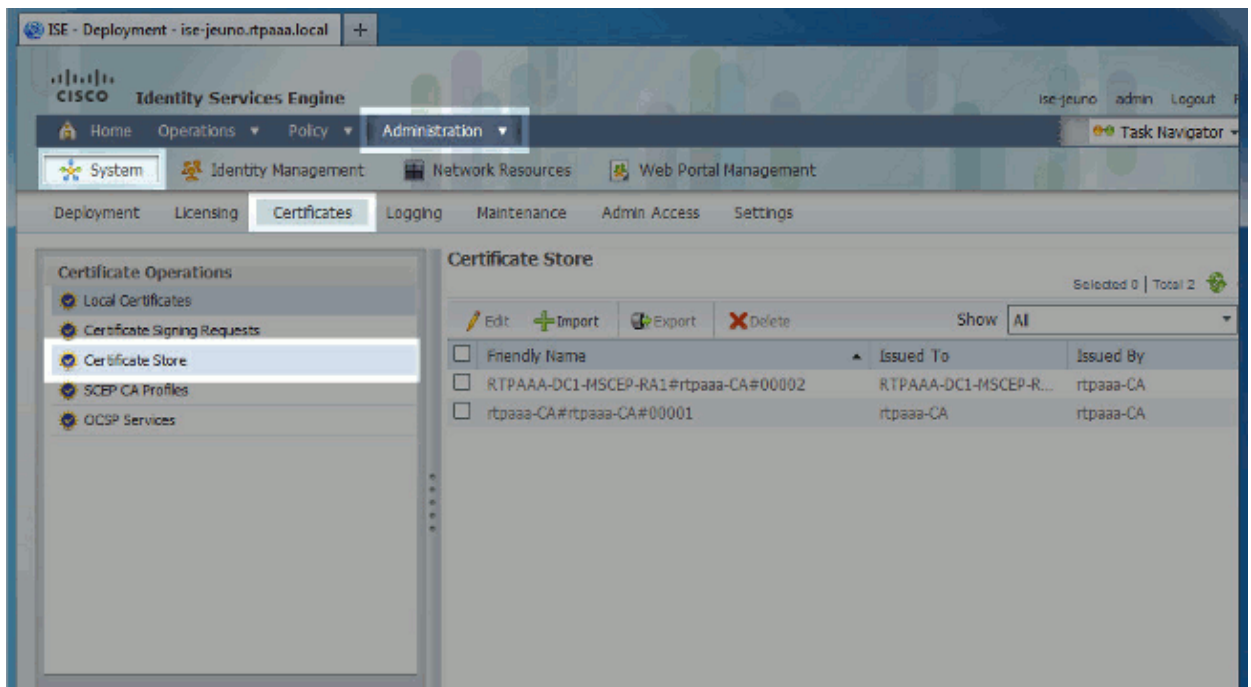 ISE - Deployment - ise-jeuno.rtpaaa.local +
CISCO Identity Services Engine
ise-jeuno admin Logout
Home Operations Policy Administration Task Navigator
System Identity Management Network Resources Web Portal Management
Deployment Licensing Certificates Logging Maintenance Admin Access Settings
Certificate Operations
Local Certificates
Certificate Signing Requests
Certificate Store
SCEP CA Profiles
OCSP Services
Certificate Store
Selected 0 | Total 2
Edit Import Export Delete Show All
Friendly Name Issued To Issued By
RTPAAA-DC1-MSCEP-RA1#rtpaaa-CA#00002 RTPAAA-DC1-MSCEP-R... rtpaaa-CA
rtpaaa-CA#rtpaaa-CA#00001 rtpaaa-CA rtpaaa-CA